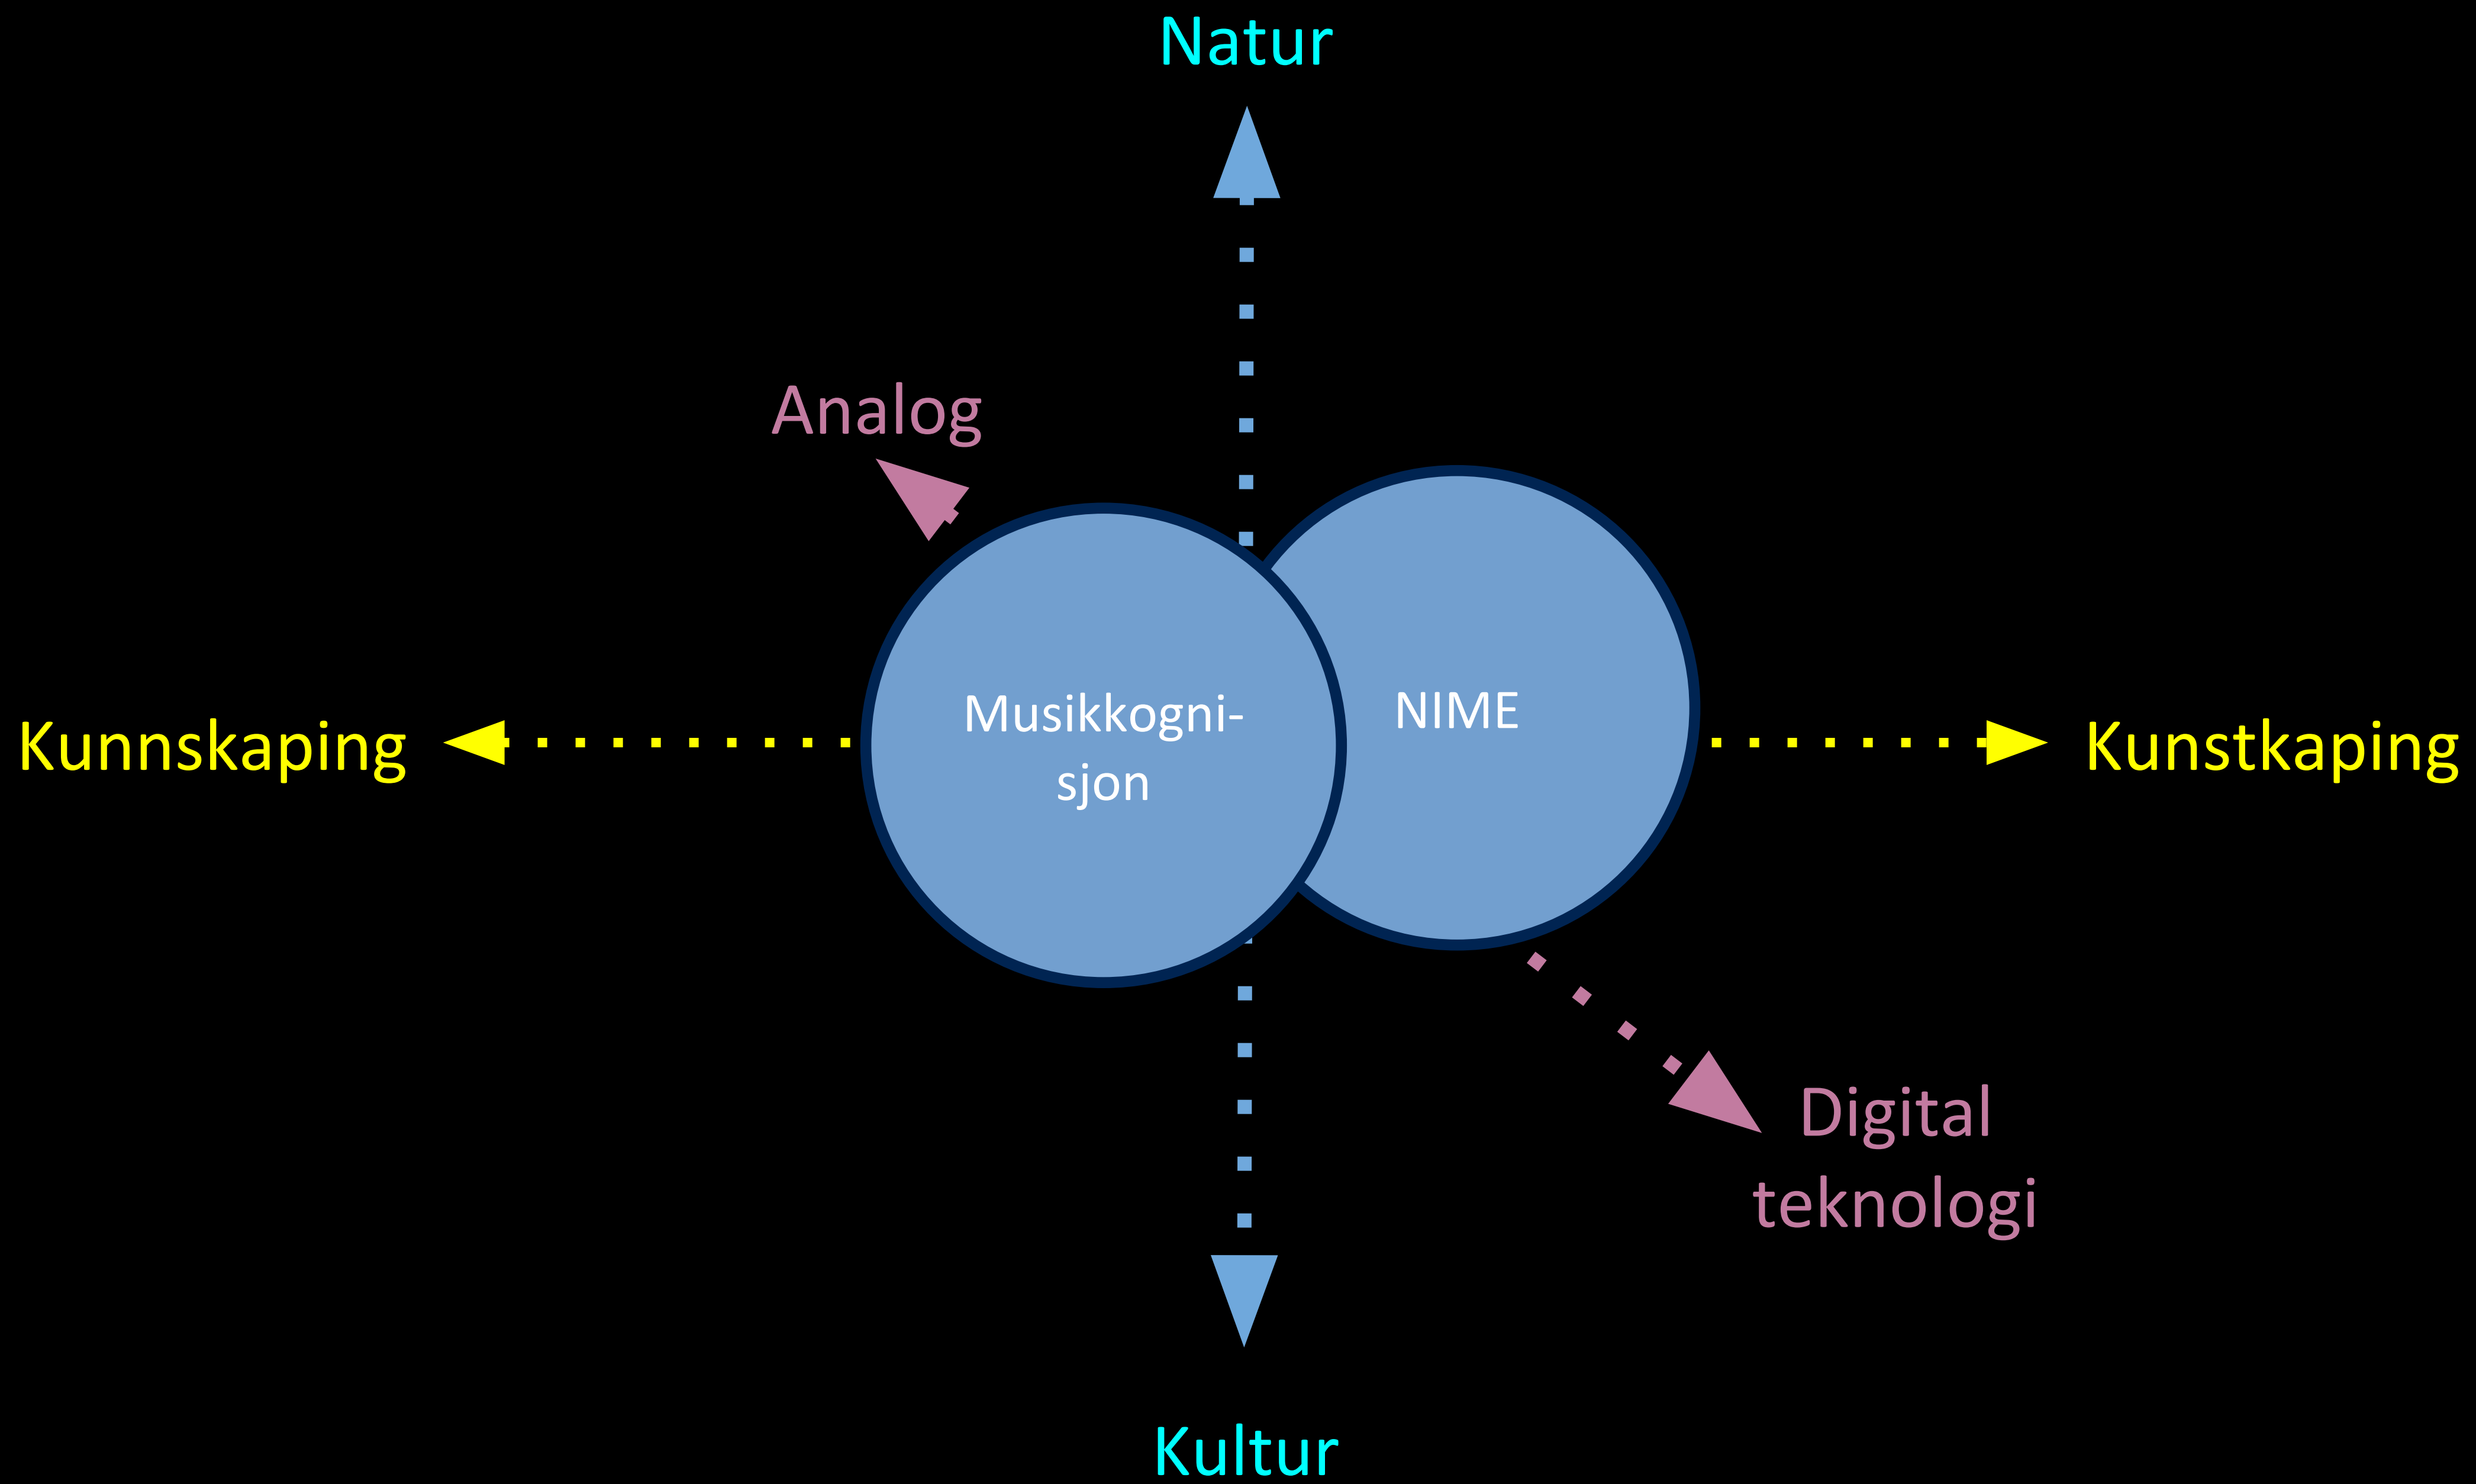 Natur
Analog
Musikkogni-
sjon
NIME
Kunnskaping
Kunstkaping
Digital
teknologi
Kultur